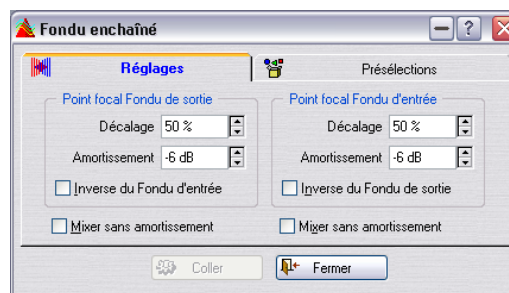 Fondu enchaîné
Réglages
Présélections
Point focal Fondu de sortie
Décalage 50 %
Amortissement -6 dB
Inverse du Fondu d'entrée
Mixer sans amortissement
Point focal Fondu d'entrée
Décalage 50 %
Amortissement -6 dB
Inverse du Fondu de sortie
Mixer sans amortissement
Coller
Fermer